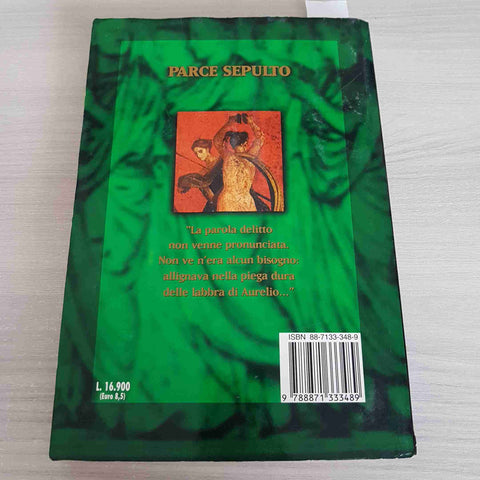 PARCE SEPULTO
"La parola delitto
non venne pronunciata.
Non ve n'era alcun bisogno:
allignava nella piega dura
delle labbra di Aurelio..."
ISBN 88-7133-348-9
9 788871 333489
L. 16.900
(Euro 8,5)